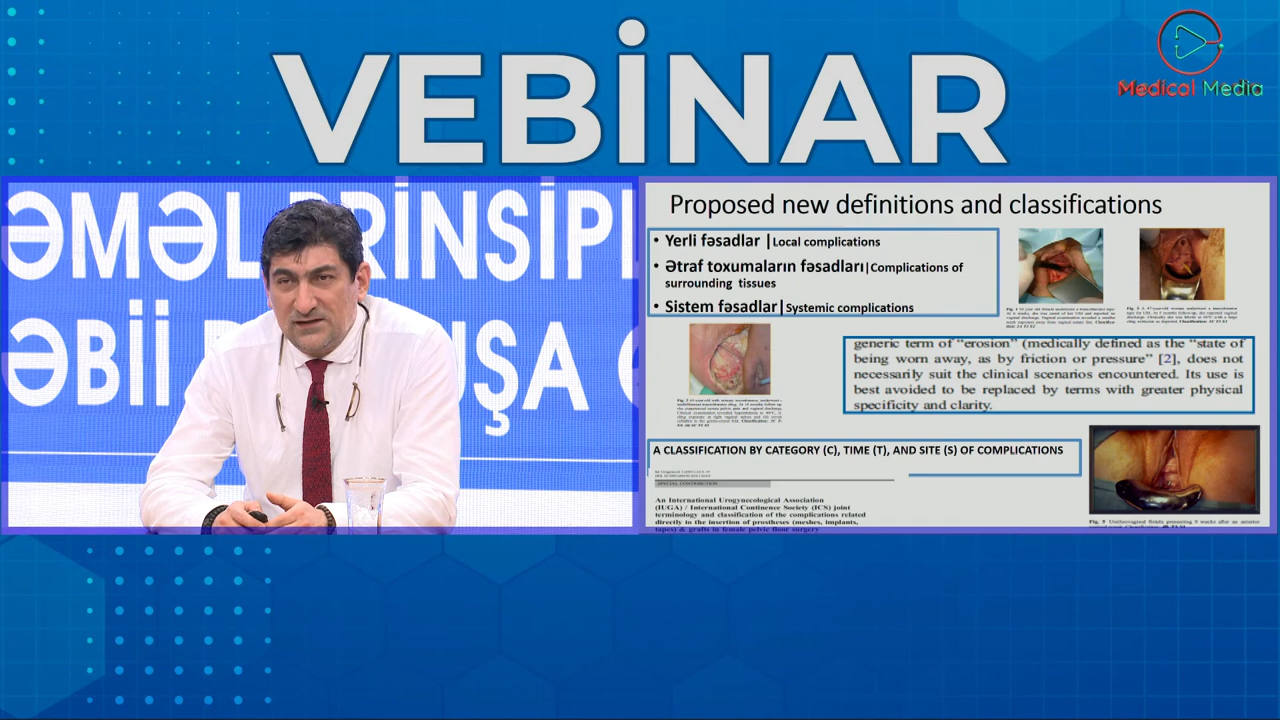 VEBİNAR
Medical Media
ƏMƏL PRİNSİPL
ƏBİİ
UŞA
Proposed new definitions and classifications
• Yerli fəsadlar |Local complications
• Ətraf toxumaların fəsadları|Complications of
surrounding tissues
• Sistem fəsadlar|Systemic complications
generic term of “erosion” (medically defined as the “state of
being worn away, as by friction or pressure” [2], does not
necessarily suit the clinical scenarios encountered. Its use is
best avoided to be replaced by terms with greater physical
specificity and clarity.
A CLASSIFICATION BY CATEGORY (C), TIME (T), AND SITE (S) OF COMPLICATIONS
SPECIAL CONTRIBUTION
An International Urogynecological Association
(IUGA) / International Continence Society (ICS) joint
terminology and classification of the complications related
directly to the insertion of prostheses (meshes, implants,
tapes) & grafts in female pelvic floor surgery